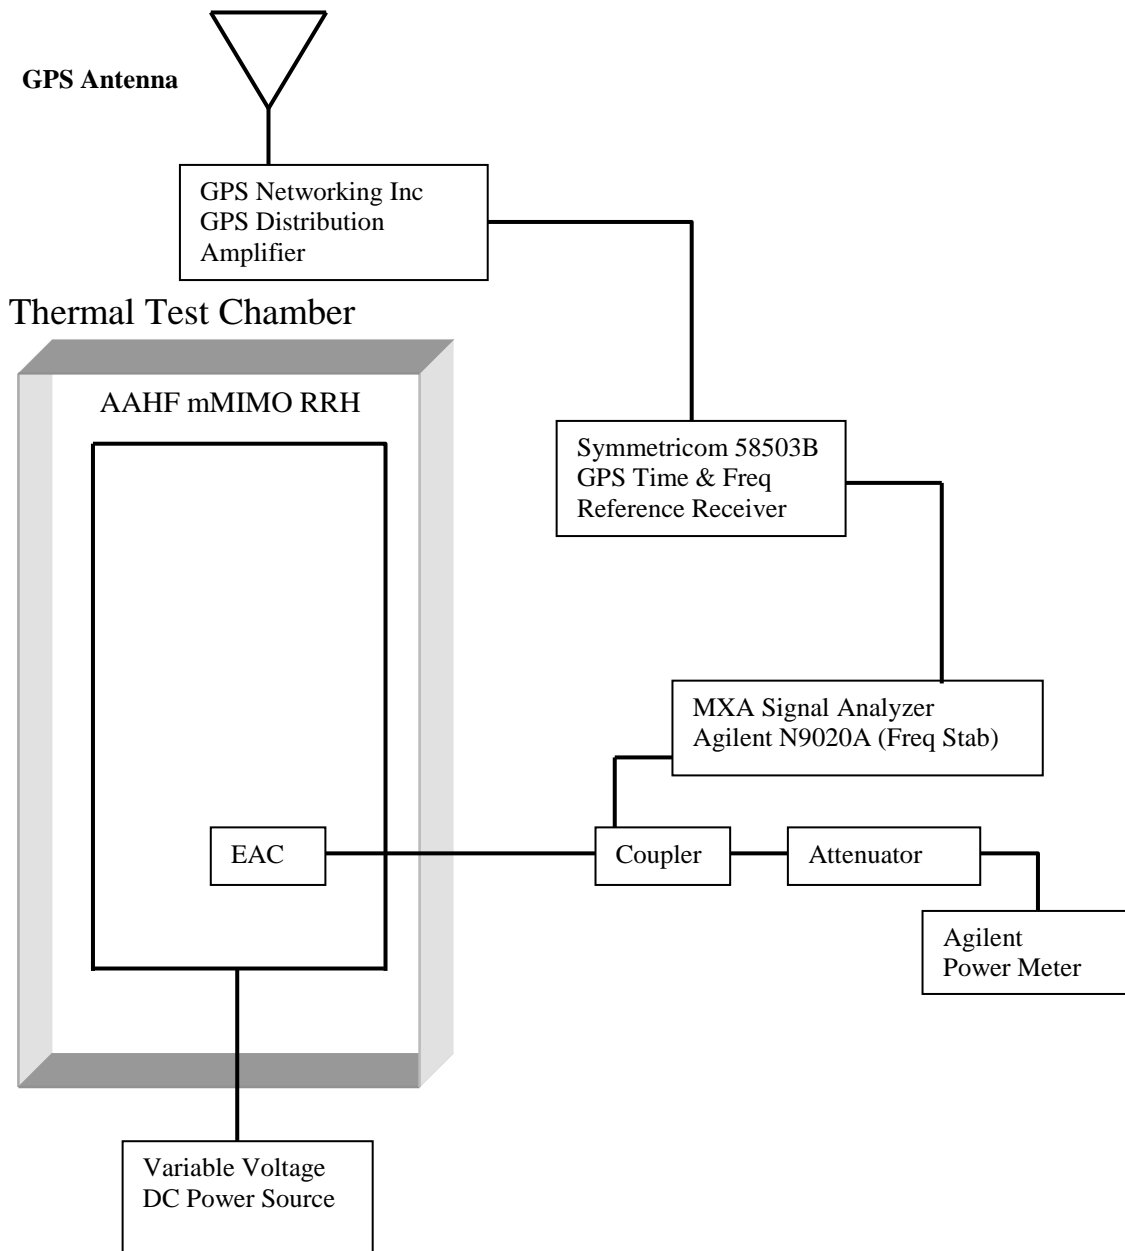 GPS Antenna
GPS Networking Inc
GPS Distribution
Amplifier
Thermal Test Chamber
AAHF mMIMO RRH
Symmetricom 58503B
GPS Time & Freq
Reference Receiver
MXA Signal Analyzer
Agilent N9020A (Freq Stab)
EAC
Coupler
Attenuator
Agilent
Power Meter
Variable Voltage
DC Power Source